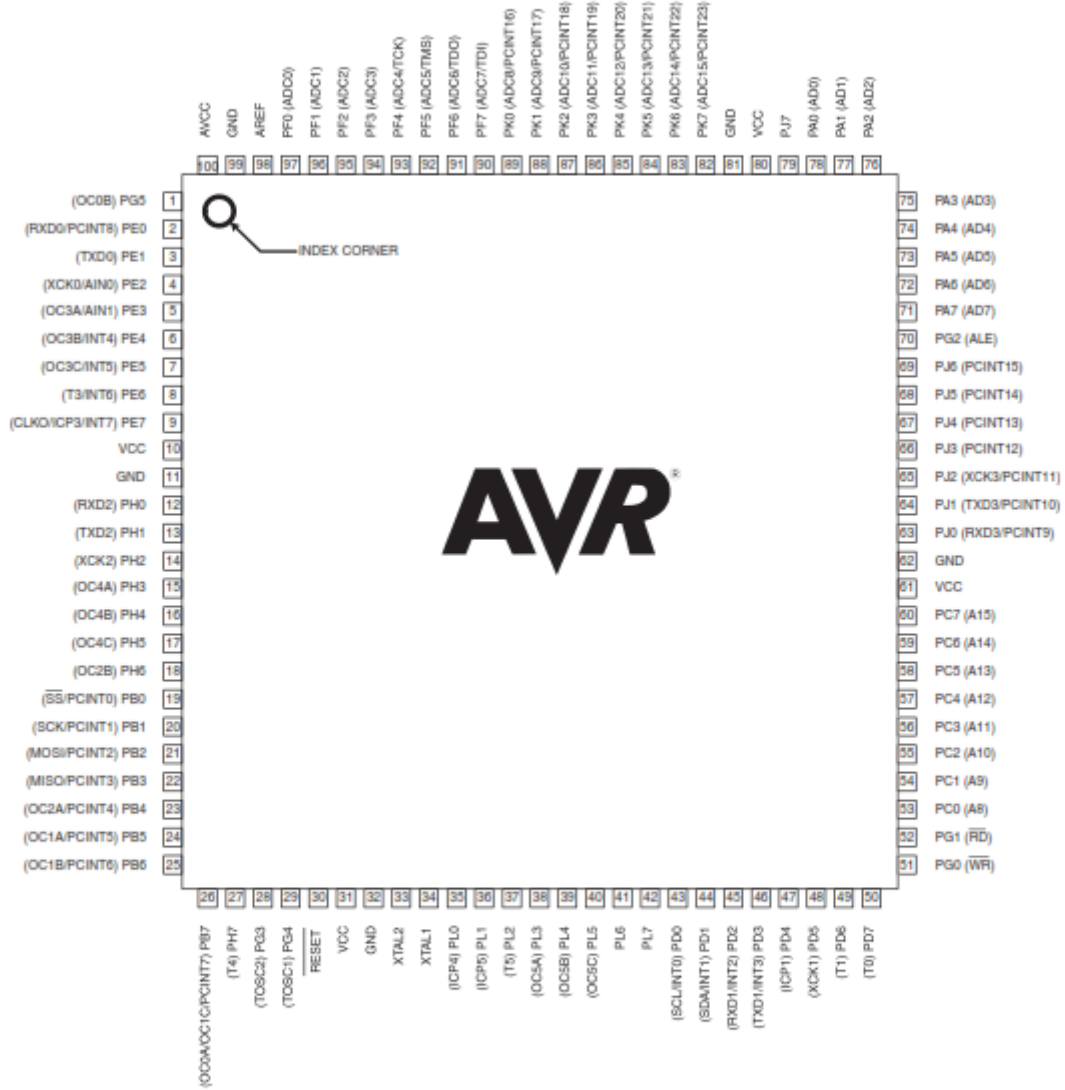 AVCC
GND
AREF
PF0 (ADC0)
PF1 (ADC1)
PF2 (ADC2)
PF3 (ADC3)
PF4 (ADC4/TCK)
PF5 (ADC5/TMS)
PF6 (ADC6/TDO)
PF7 (ADC7/TDI)
PK0 (ADC8/PCINT16)
PK1 (ADC9/PCINT17)
PK2 (ADC10/PCINT18)
PK3 (ADC11/PCINT19)
PK4 (ADC12/PCINT20)
PK5 (ADC13/PCINT21)
PK6 (ADC14/PCINT22)
PK7 (ADC15/PCINT23)
GND
VCC
PJ7
PA0 (AD0)
PA1 (AD1)
PA2 (AD2)
100 99 98 97 96 95 94 93 92 91 90 89 88 87 86 85 84 83 82 81 80 79 78 77 76
(OC0B) PG5 1
(RXD0/PCINT8) PE0 2
(TXD0) PE1 3
(XCK0/AIN0) PE2 4
(OC3A/AIN1) PE3 5
(OC3B/INT4) PE4 6
(OC3C/INT5) PE5 7
(T3/INT6) PE6 8
(CLKO/ICP3/INT7) PE7 9
VCC 10
GND 11
(RXD2) PH0 12
(TXD2) PH1 13
(XCK2) PH2 14
(OC4A) PH3 15
(OC4B) PH4 16
(OC4C) PH5 17
(OC2B) PH6 18
(SS/PCINT0) PB0 19
(SCK/PCINT1) PB1 20
(MOSI/PCINT2) PB2 21
(MISO/PCINT3) PB3 22
(OC2A/PCINT4) PB4 23
(OC1A/PCINT5) PB5 24
(OC1B/PCINT6) PB6 25
INDEX CORNER
AVR®
75 PA3 (AD3)
74 PA4 (AD4)
73 PA5 (AD5)
72 PA6 (AD6)
71 PA7 (AD7)
70 PG2 (ALE)
69 PJ6 (PCINT15)
68 PJ5 (PCINT14)
67 PJ4 (PCINT13)
66 PJ3 (PCINT12)
65 PJ2 (XCK3/PCINT11)
64 PJ1 (TXD3/PCINT10)
63 PJ0 (RXD3/PCINT9)
62 GND
61 VCC
60 PC7 (A15)
59 PC6 (A14)
58 PC5 (A13)
57 PC4 (A12)
56 PC3 (A11)
55 PC2 (A10)
54 PC1 (A9)
53 PC0 (A8)
52 PG1 (RD)
51 PG0 (WR)
26 27 28 29 30 31 32 33 34 35 36 37 38 39 40 41 42 43 44 45 46 47 48 49 50
(OC0A/OC1C/PCINT7) PB7
(T4) PH7
(TOSC2) PG3
(TOSC1) PG4
RESET
VCC
GND
XTAL2
XTAL1
(ICP4) PL0
(ICP5) PL1
(T5) PL2
(OC5A) PL3
(OC5B) PL4
(OC5C) PL5
PL6
PL7
(SCL/INT0) PD0
(SDA/INT1) PD1
(RXD1/INT2) PD2
(TXD1/INT3) PD3
(ICP1) PD4
(XCK1) PD5
(T1) PD6
(T0) PD7